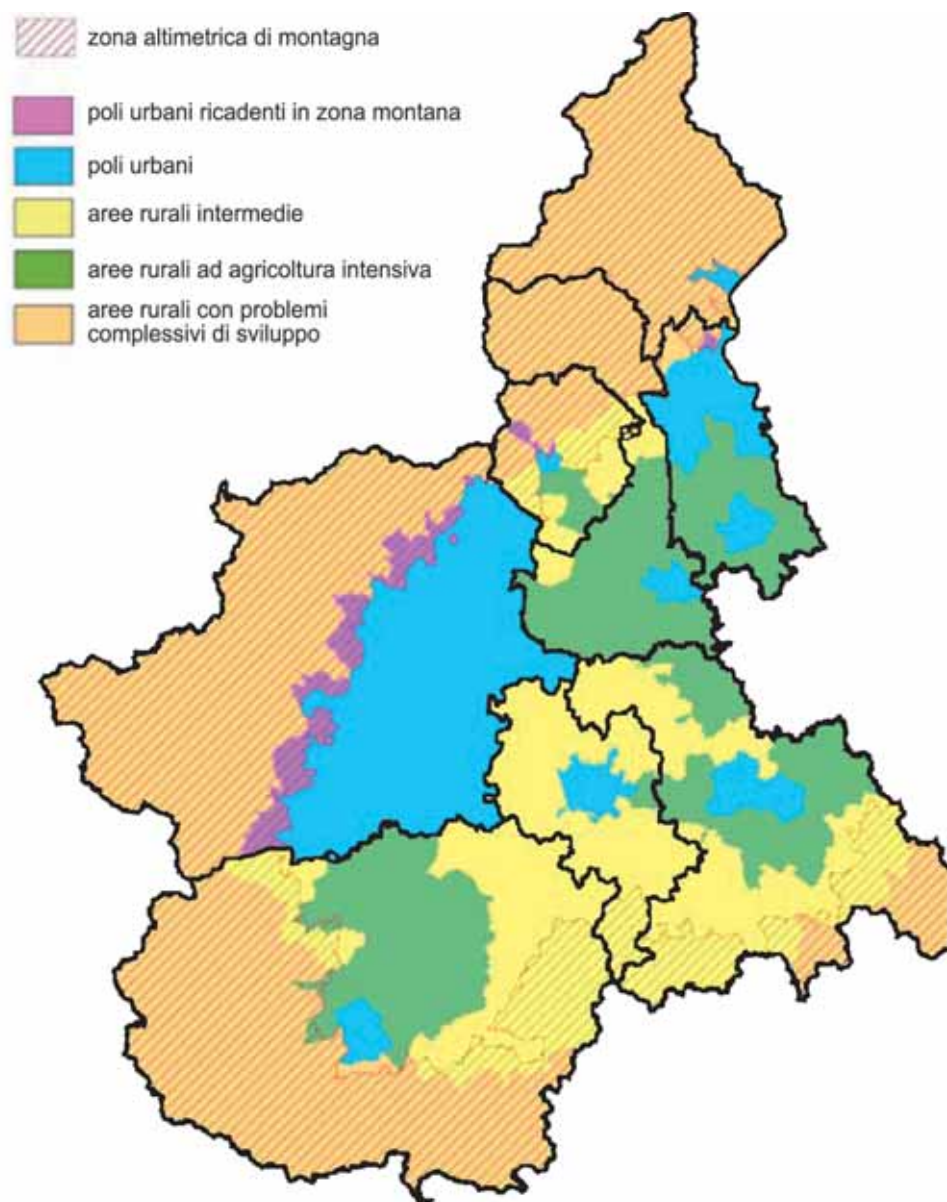 zona altimetrica di montagna
poli urbani ricadenti in zona montana
poli urbani
aree rurali intermedie
aree rurali ad agricoltura intensiva
aree rurali con problemi
complessivi di sviluppo